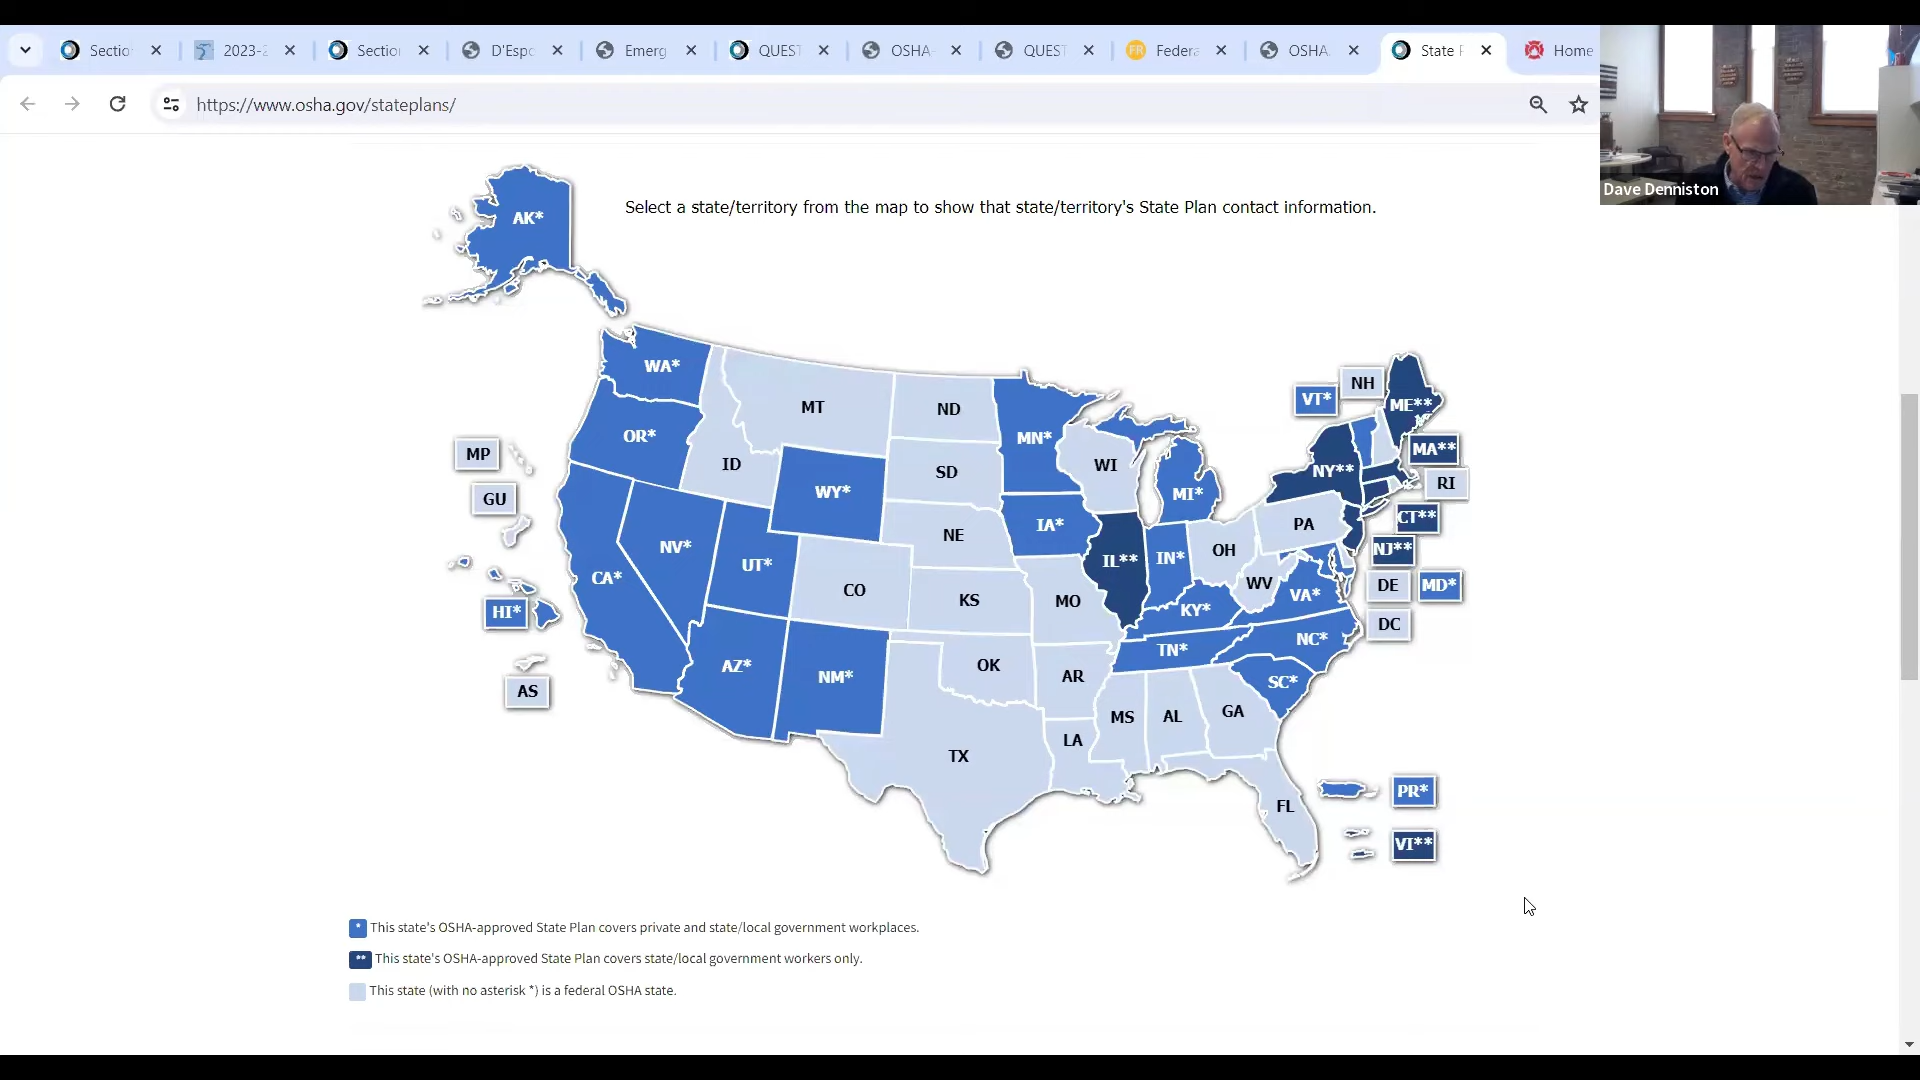 Sectio
2023-2
Section
D'Espo
Emerg
QUEST
OSHA-
QUEST
Federa
OSHA
State P
Home
https://www.osha.gov/stateplans/
Dave Denniston
Select a state/territory from the map to show that state/territory's State Plan contact information.
AK*
WA*
MT
ND
NH
VT*
ME**
OR*
MN*
MP
ID
SD
WI
NY**
MA**
GU
WY*
MI*
RI
NV*
NE
IA*
PA
CT**
CA*
UT*
IL**
IN*
OH
NJ**
HI*
CO
KS
MO
KY*
WV
VA*
DE
MD*
DC
NC*
TN*
AS
AZ*
NM*
OK
AR
SC*
MS
AL
GA
TX
LA
FL
PR*
VI**
* This state's OSHA-approved State Plan covers private and state/local government workplaces.
** This state's OSHA-approved State Plan covers state/local government workers only.
This state (with no asterisk *) is a federal OSHA state.